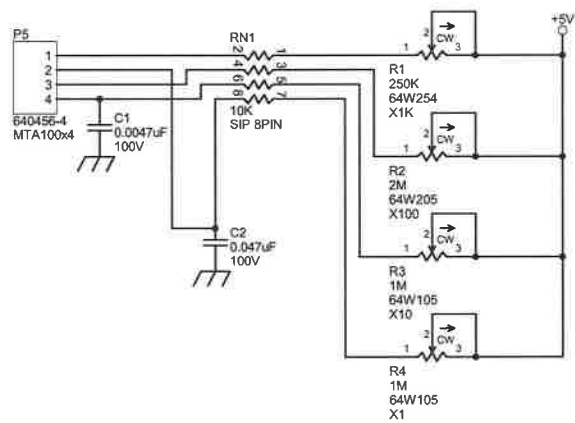 P5
1
2
3
4
640456-4
MTA100x4
C1
0.0047uF
100V
RN1
2
1
4
3
6
5
8
7
10K
SIP 8PIN
C2
0.047uF
100V
+5V
1
2
CW
3
R1
250K
64W254
X1K
1
2
CW
3
R2
2M
64W205
X100
1
2
CW
3
R3
1M
64W105
X10
1
2
CW
3
R4
1M
64W105
X1